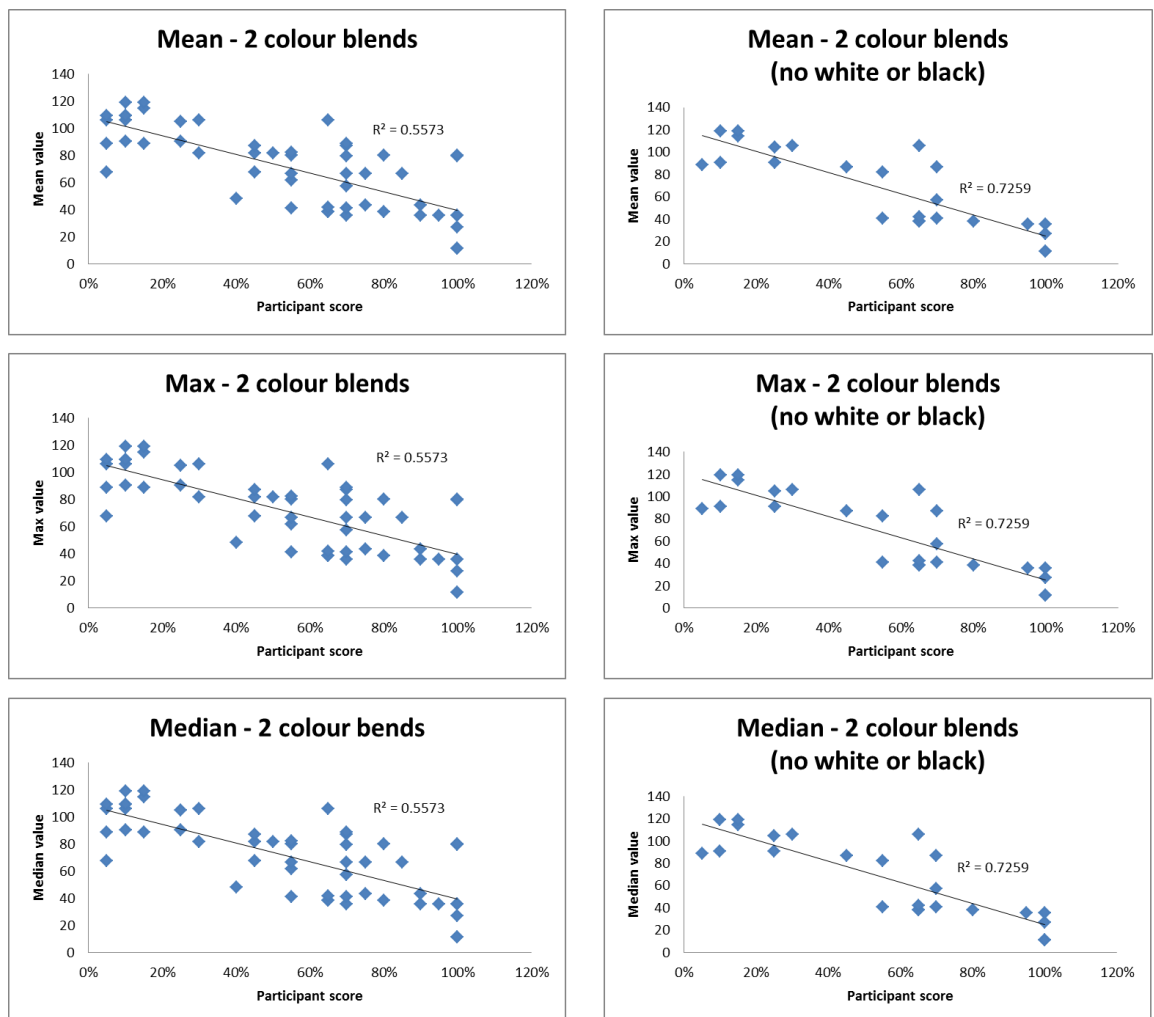 Mean - 2 colour blends
140
120
100
80
60
40
20
0
Mean value
R² = 0.5573
0% 20% 40% 60% 80% 100% 120%
Participant score
Mean - 2 colour blends
(no white or black)
140
120
100
80
60
40
20
0
Mean value
R² = 0.7259
0% 20% 40% 60% 80% 100% 120%
Participant score
Max - 2 colour blends
140
120
100
80
60
40
20
0
Max value
R² = 0.5573
0% 20% 40% 60% 80% 100% 120%
Participant score
Max - 2 colour blends
(no white or black)
140
120
100
80
60
40
20
0
Max value
R² = 0.7259
0% 20% 40% 60% 80% 100% 120%
Participant score
Median - 2 colour bends
140
120
100
80
60
40
20
0
Median value
R² = 0.5573
0% 20% 40% 60% 80% 100% 120%
Participant score
Median - 2 colour blends
(no white or black)
140
120
100
80
60
40
20
0
Median value
R² = 0.7259
0% 20% 40% 60% 80% 100% 120%
Participant score